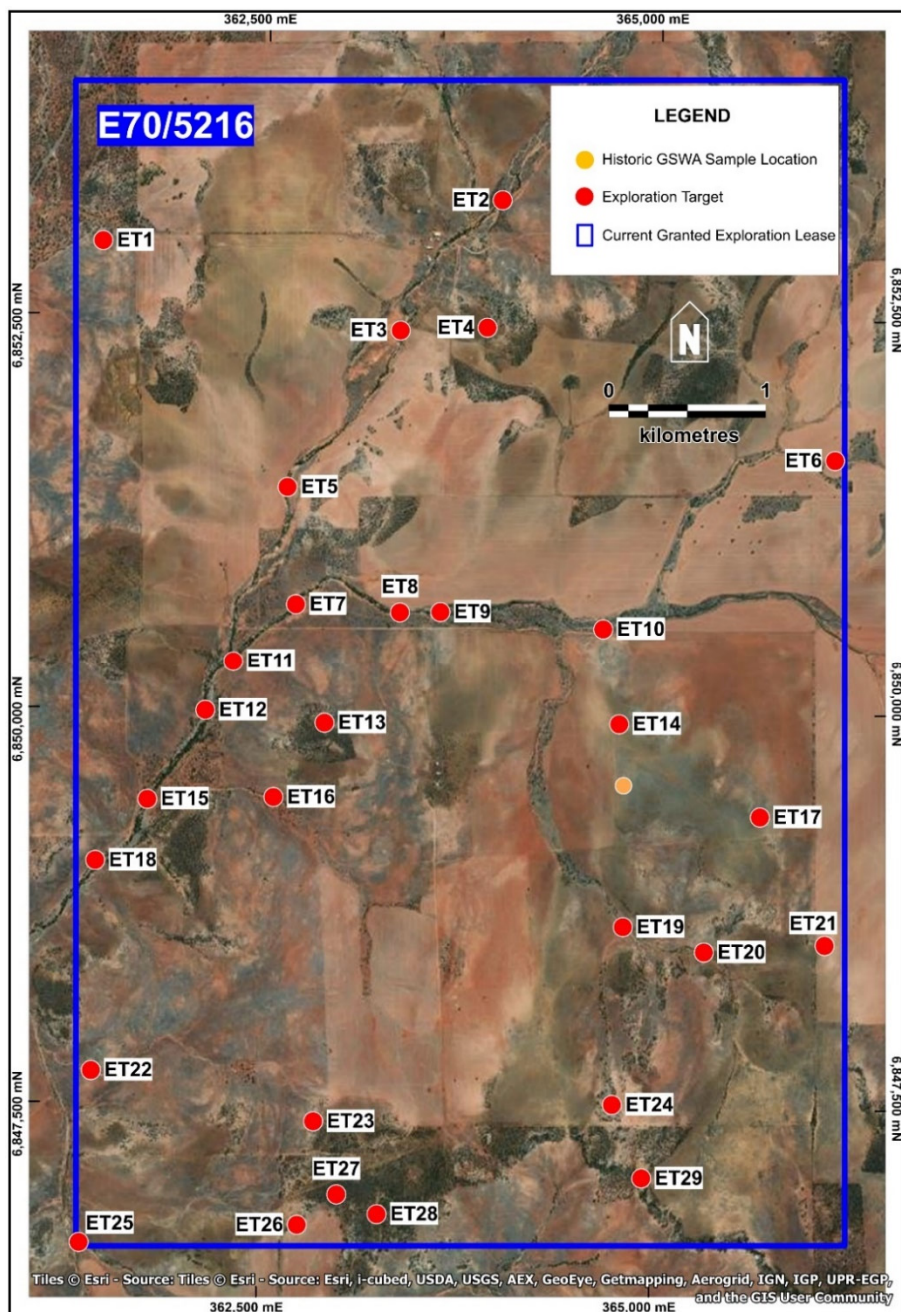 362,500 mE
365,000 mE
E70/5216
LEGEND
Historic GSWA Sample Location
Exploration Target
Current Granted Exploration Lease
ET2
ET1
6,852,500 mN
6,852,500 mN
N
ET3
ET4
0
1
kilometres
ET6
ET5
ET7
ET8
ET9
ET10
ET11
ET12
ET13
ET14
6,850,000 mN
6,850,000 mN
ET15
ET16
ET17
ET18
ET19
ET20
ET21
ET22
ET23
ET24
6,847,500 mN
6,847,500 mN
ET27
ET29
ET28
ET26
ET25
Tiles © Esri - Source: Tiles © Esri - Source: Esri, i-cubed, USDA, USGS, AEX, GeoEye, Getmapping, Aerogrid, IGN, IGP, UPR-EGP,
and the GIS User Community
362,500 mE
365,000 mE